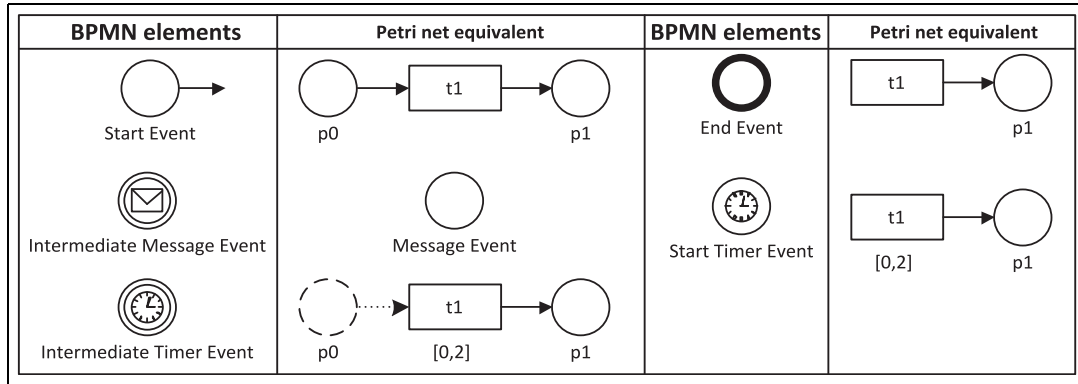 BPMN elements
Petri net equivalent
BPMN elements
Petri net equivalent
Start Event
p0
t1
p1
End Event
t1
p1
Intermediate Message Event
Message Event
Start Timer Event
t1
[0,2]
p1
Intermediate Timer Event
p0
t1
[0,2]
p1